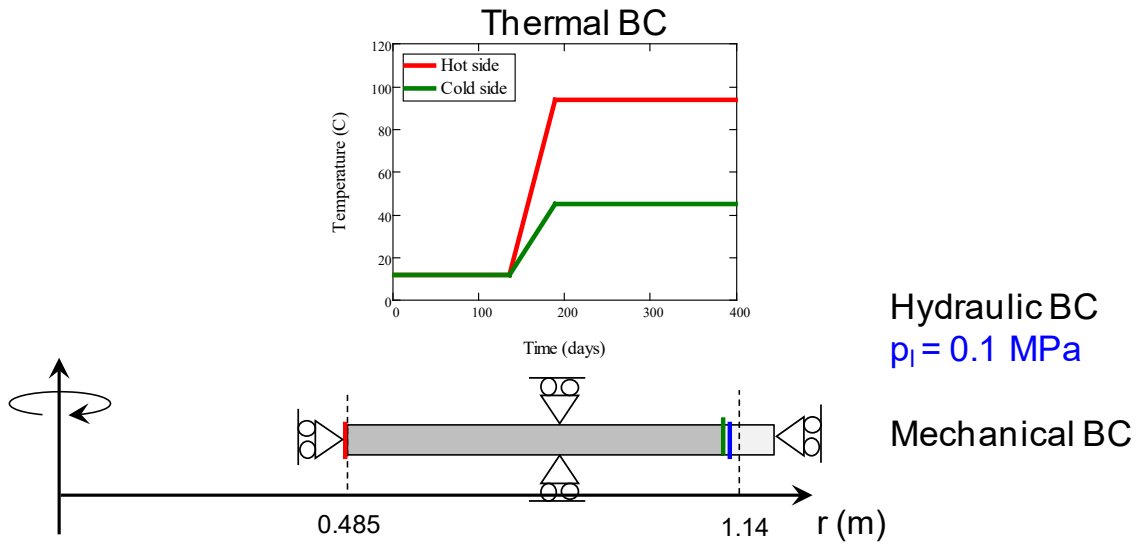 Thermal BC
120
100
80
60
40
20
0
Temperature (C)
Hot side
Cold side
0 100 200 300 400
Time (days)
Hydraulic BC
pl = 0.1 MPa
Mechanical BC
0.485 1.14 r (m)